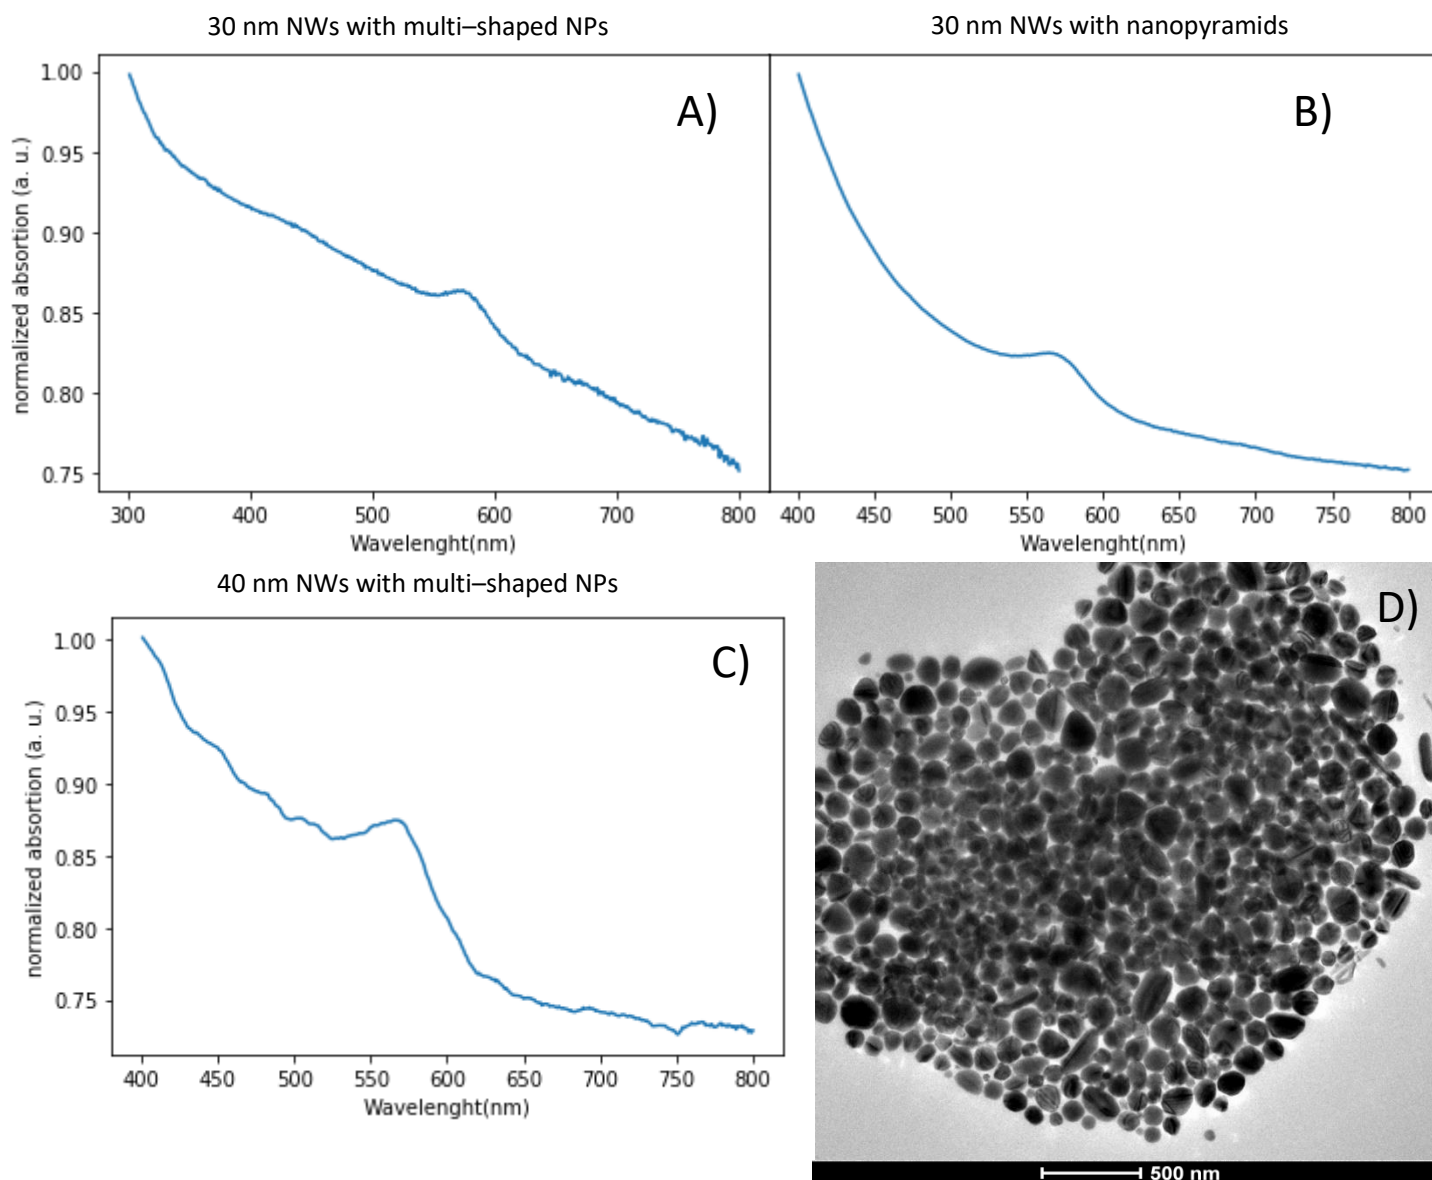 30 nm NWs with multi–shaped NPs
30 nm NWs with nanopyramids
A)
B)
normalized absortion (a. u.)
1.00
0.95
0.90
0.85
0.80
0.75
300 400 500 600 700 800
Wavelenght(nm)
400 450 500 550 600 650 700 750 800
Wavelenght(nm)
40 nm NWs with multi–shaped NPs
C)
D)
normalized absortion (a. u.)
1.00
0.95
0.90
0.85
0.80
0.75
400 450 500 550 600 650 700 750 800
Wavelenght(nm)
500 nm